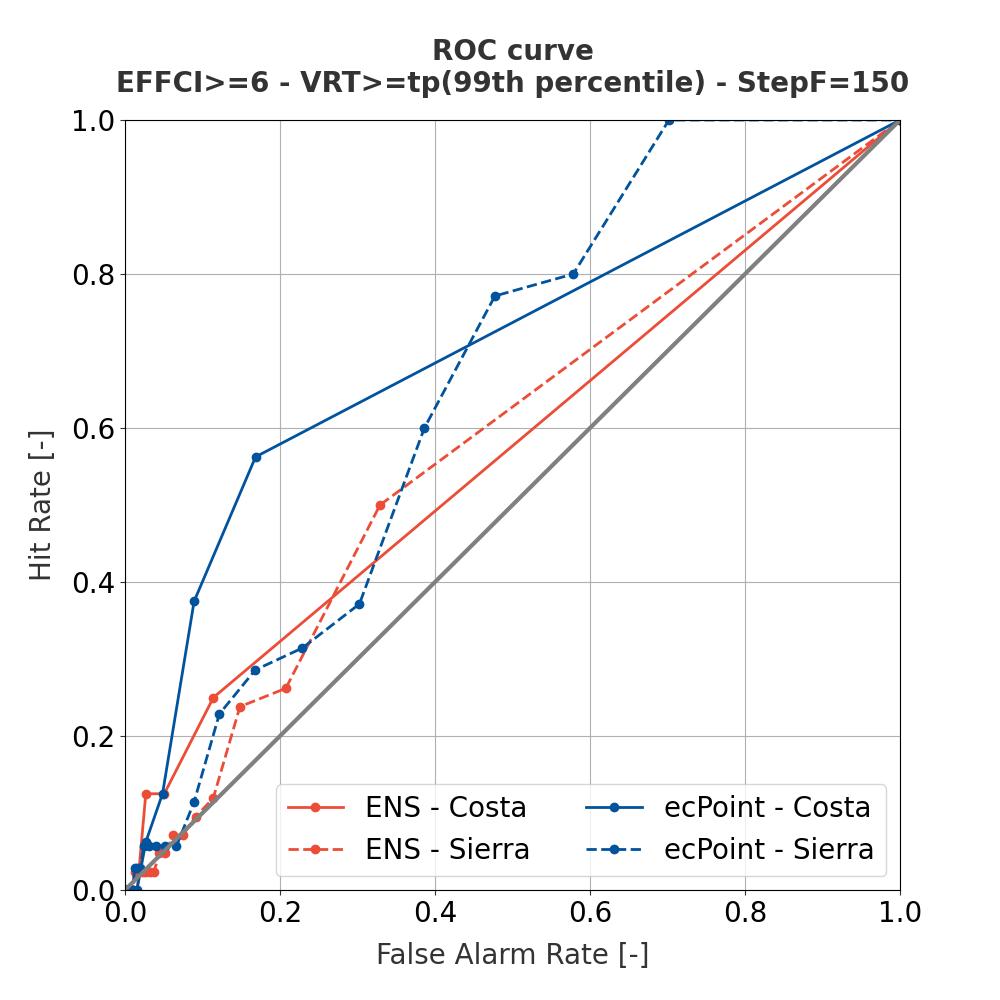 ROC curve
EFFCI>=6 - VRT>=tp(99th percentile) - StepF=150
1.0
0.8
0.6
0.4
0.2
0.0
Hit Rate [-]
ENS - Costa
ENS - Sierra
ecPoint - Costa
ecPoint - Sierra
0.0 0.2 0.4 0.6 0.8 1.0
False Alarm Rate [-]